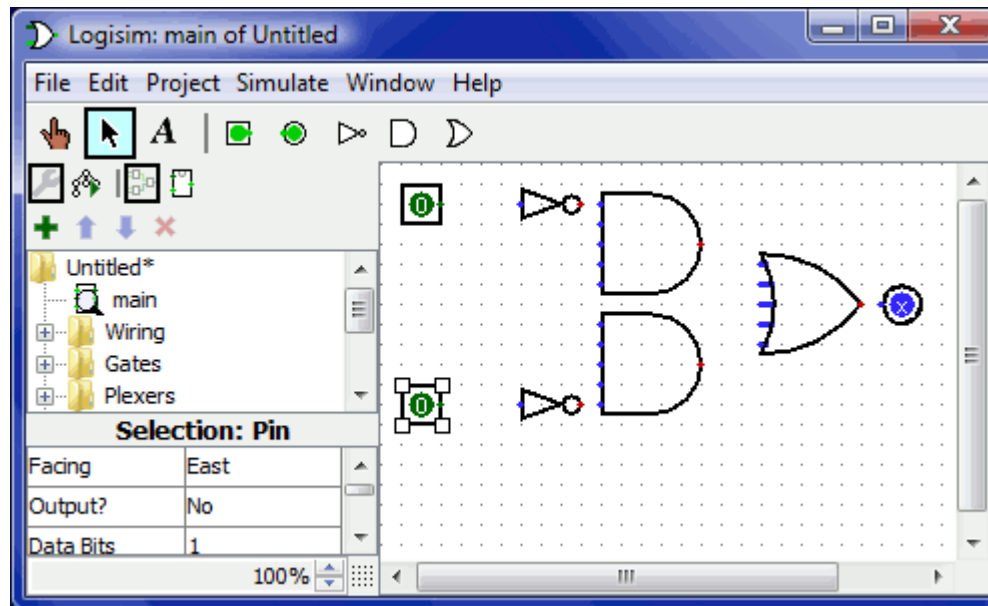 Logisim: main of Untitled
File Edit Project Simulate Window Help
A
Untitled*
main
Wiring
Gates
Plexers
Selection: Pin
Facing East
Output? No
Data Bits 1
100%
0
0
x